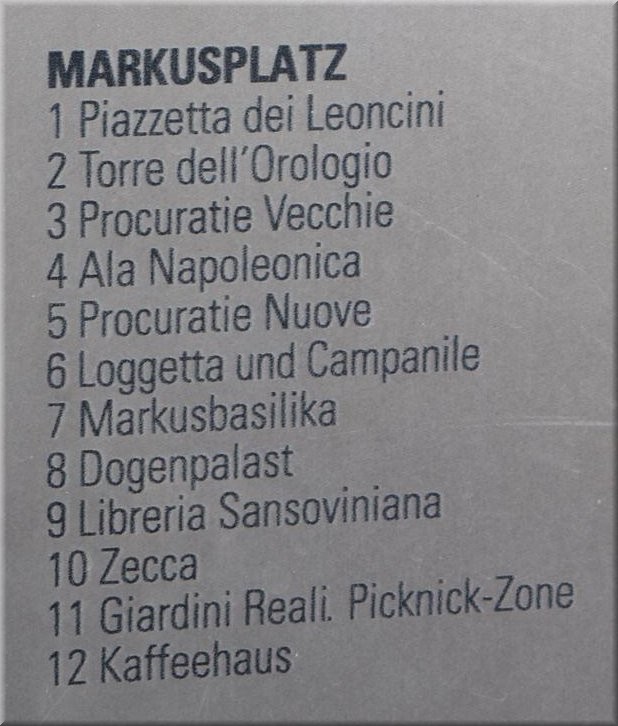 MARKUSPLATZ
1 Piazzetta dei Leoncini
2 Torre dell'Orologio
3 Procuratie Vecchie
4 Ala Napoleonica
5 Procuratie Nuove
6 Loggetta und Campanile
7 Markusbasilika
8 Dogenpalast
9 Libreria Sansoviniana
10 Zecca
11 Giardini Reali. Picknick-Zone
12 Kaffeehaus